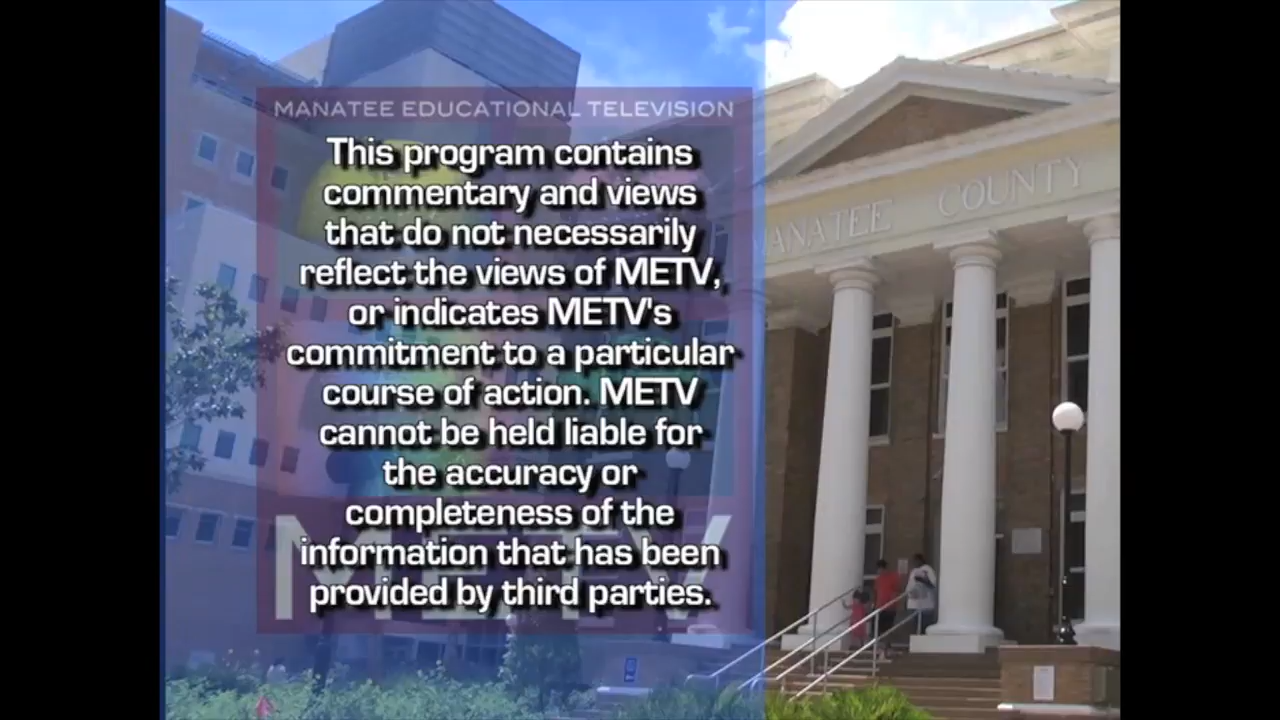 MANATEE EDUCATIONAL TELEVISION
This program contains
commentary and views
that do not necessarily
reflect the views of METV,
or indicates METV's
commitment to a particular
course of action. METV
cannot be held liable for
the accuracy or
completeness of the
information that has been
provided by third parties.
METV
MANATEE COUNTY